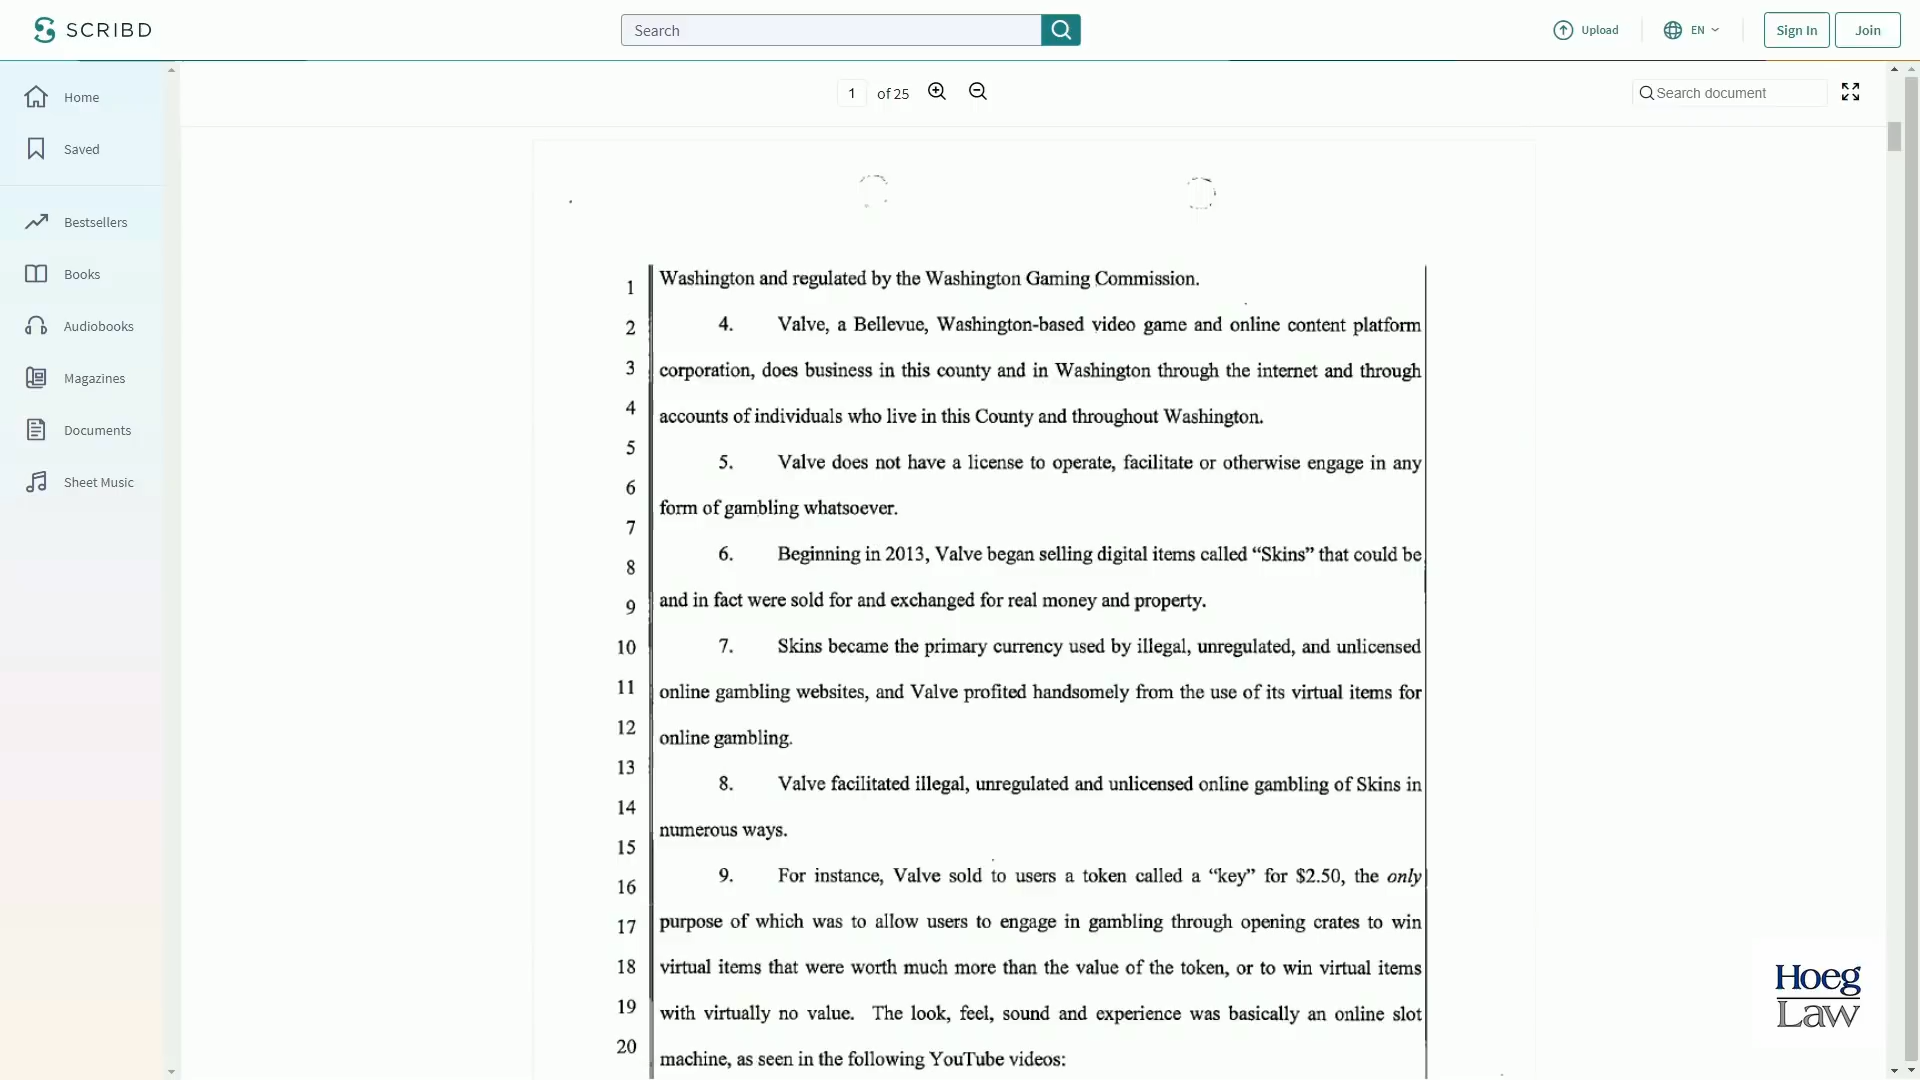 SCRIBD
Search
Upload
EN
Sign In
Join
Home
Saved
Bestsellers
Books
Audiobooks
Magazines
Documents
Sheet Music
1 of 25
Search document
1 Washington and regulated by the Washington Gaming Commission.
2 4. Valve, a Bellevue, Washington-based video game and online content platform
3 corporation, does business in this county and in Washington through the internet and through
4 accounts of individuals who live in this County and throughout Washington.
5 5. Valve does not have a license to operate, facilitate or otherwise engage in any
6 form of gambling whatsoever.
7
8 6. Beginning in 2013, Valve began selling digital items called “Skins” that could be
9 and in fact were sold for and exchanged for real money and property.
10 7. Skins became the primary currency used by illegal, unregulated, and unlicensed
11 online gambling websites, and Valve profited handsomely from the use of its virtual items for
12 online gambling.
13
14 8. Valve facilitated illegal, unregulated and unlicensed online gambling of Skins in
15 numerous ways.
16 9. For instance, Valve sold to users a token called a “key” for $2.50, the only
17 purpose of which was to allow users to engage in gambling through opening crates to win
18 virtual items that were worth much more than the value of the token, or to win virtual items
19 with virtually no value. The look, feel, sound and experience was basically an online slot
20 machine, as seen in the following YouTube videos:
Hoeg
Law